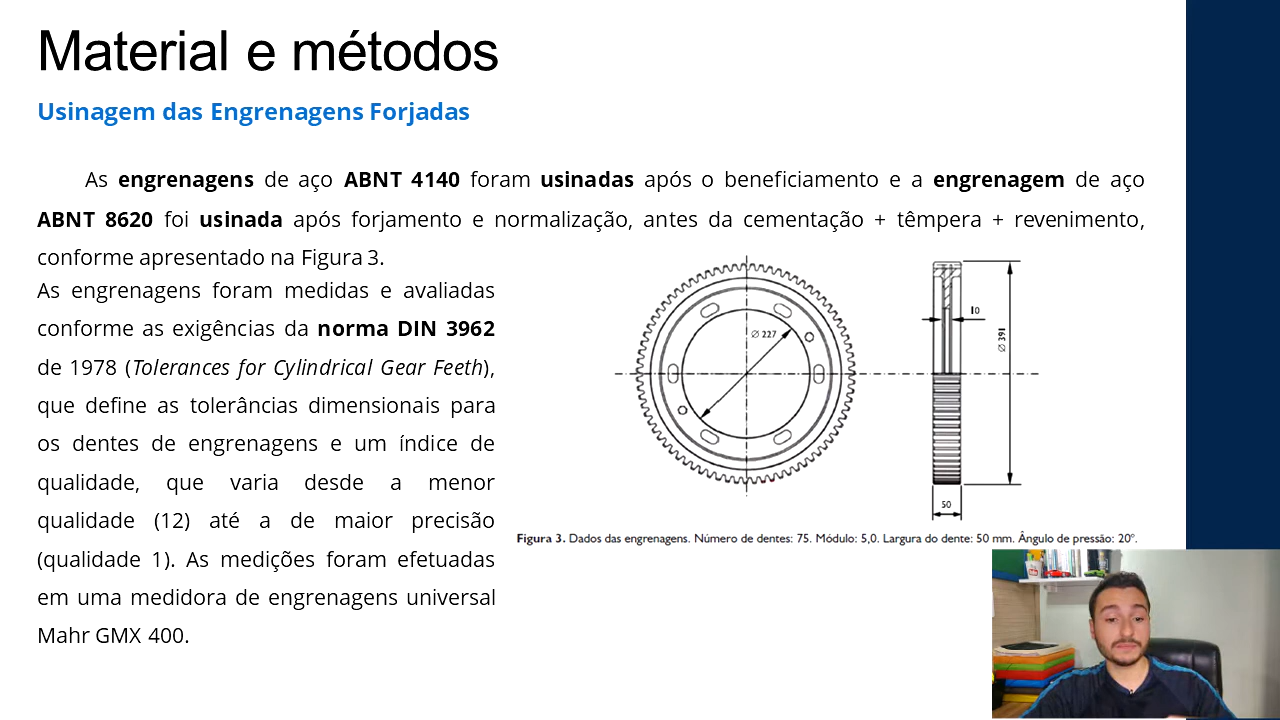 Material e métodos
Usinagem das Engrenagens Forjadas
As engrenagens de aço ABNT 4140 foram usinadas após o beneficiamento e a engrenagem de aço
ABNT 8620 foi usinada após forjamento e normalização, antes da cementação + têmpera + revenimento,
conforme apresentado na Figura 3.
As engrenagens foram medidas e avaliadas
conforme as exigências da norma DIN 3962
de 1978 (Tolerances for Cylindrical Gear Feeth),
que define as tolerâncias dimensionais para
os dentes de engrenagens e um índice de
qualidade, que varia desde a menor
qualidade (12) até a de maior precisão
(qualidade 1). As medições foram efetuadas
em uma medidora de engrenagens universal
Mahr GMX 400.
∅ 227
10
∅ 391
50
Figura 3. Dados das engrenagens. Número de dentes: 75. Módulo: 5,0. Largura do dente: 50 mm. Ângulo de pressão: 20°.